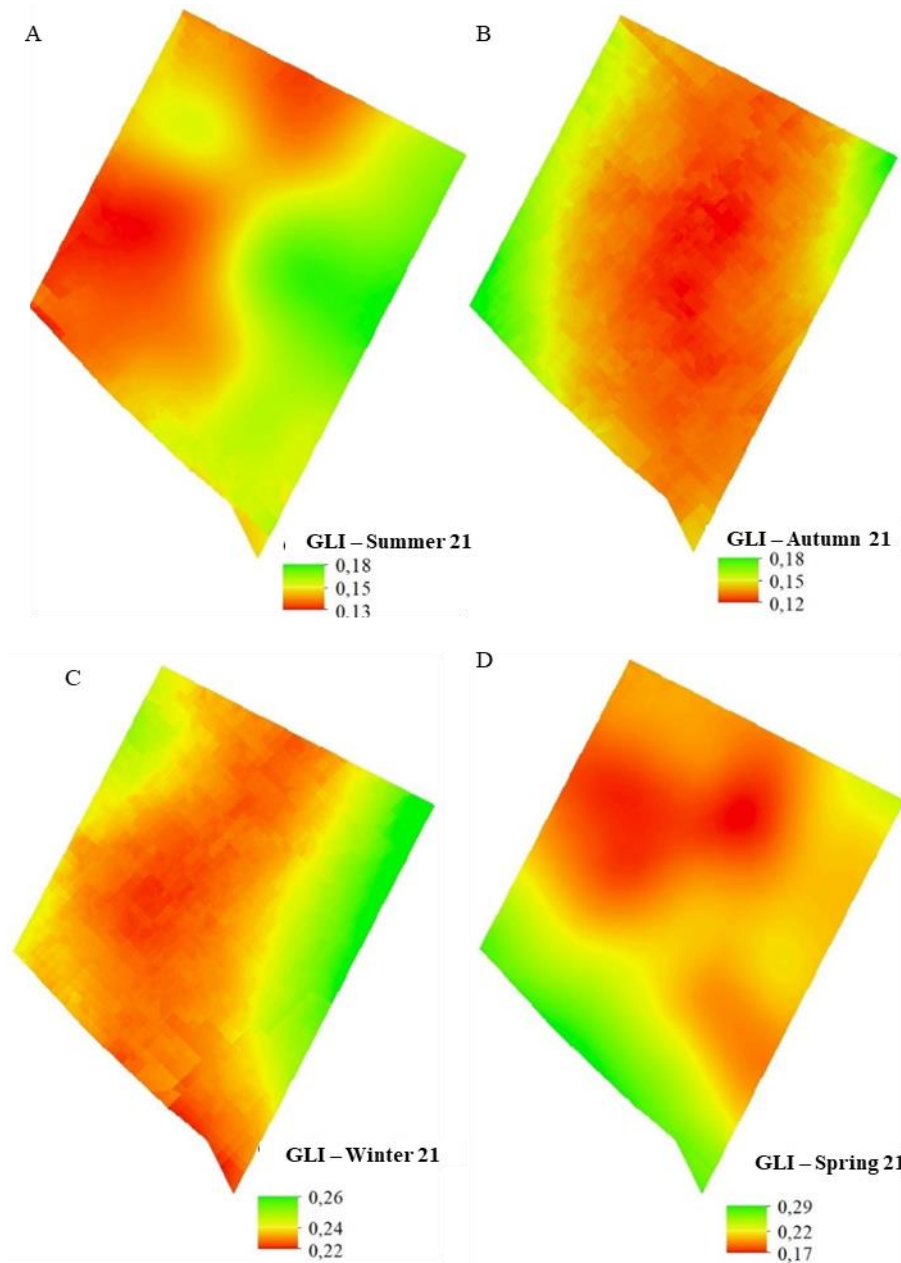 A
B
GLI – Summer 21
0,18
0,15
0.13
GLI – Autumn 21
0,18
0,15
0,12
C
D
GLI – Winter 21
0,26
0,24
0,22
GLI – Spring 21
0,29
0,22
0,17